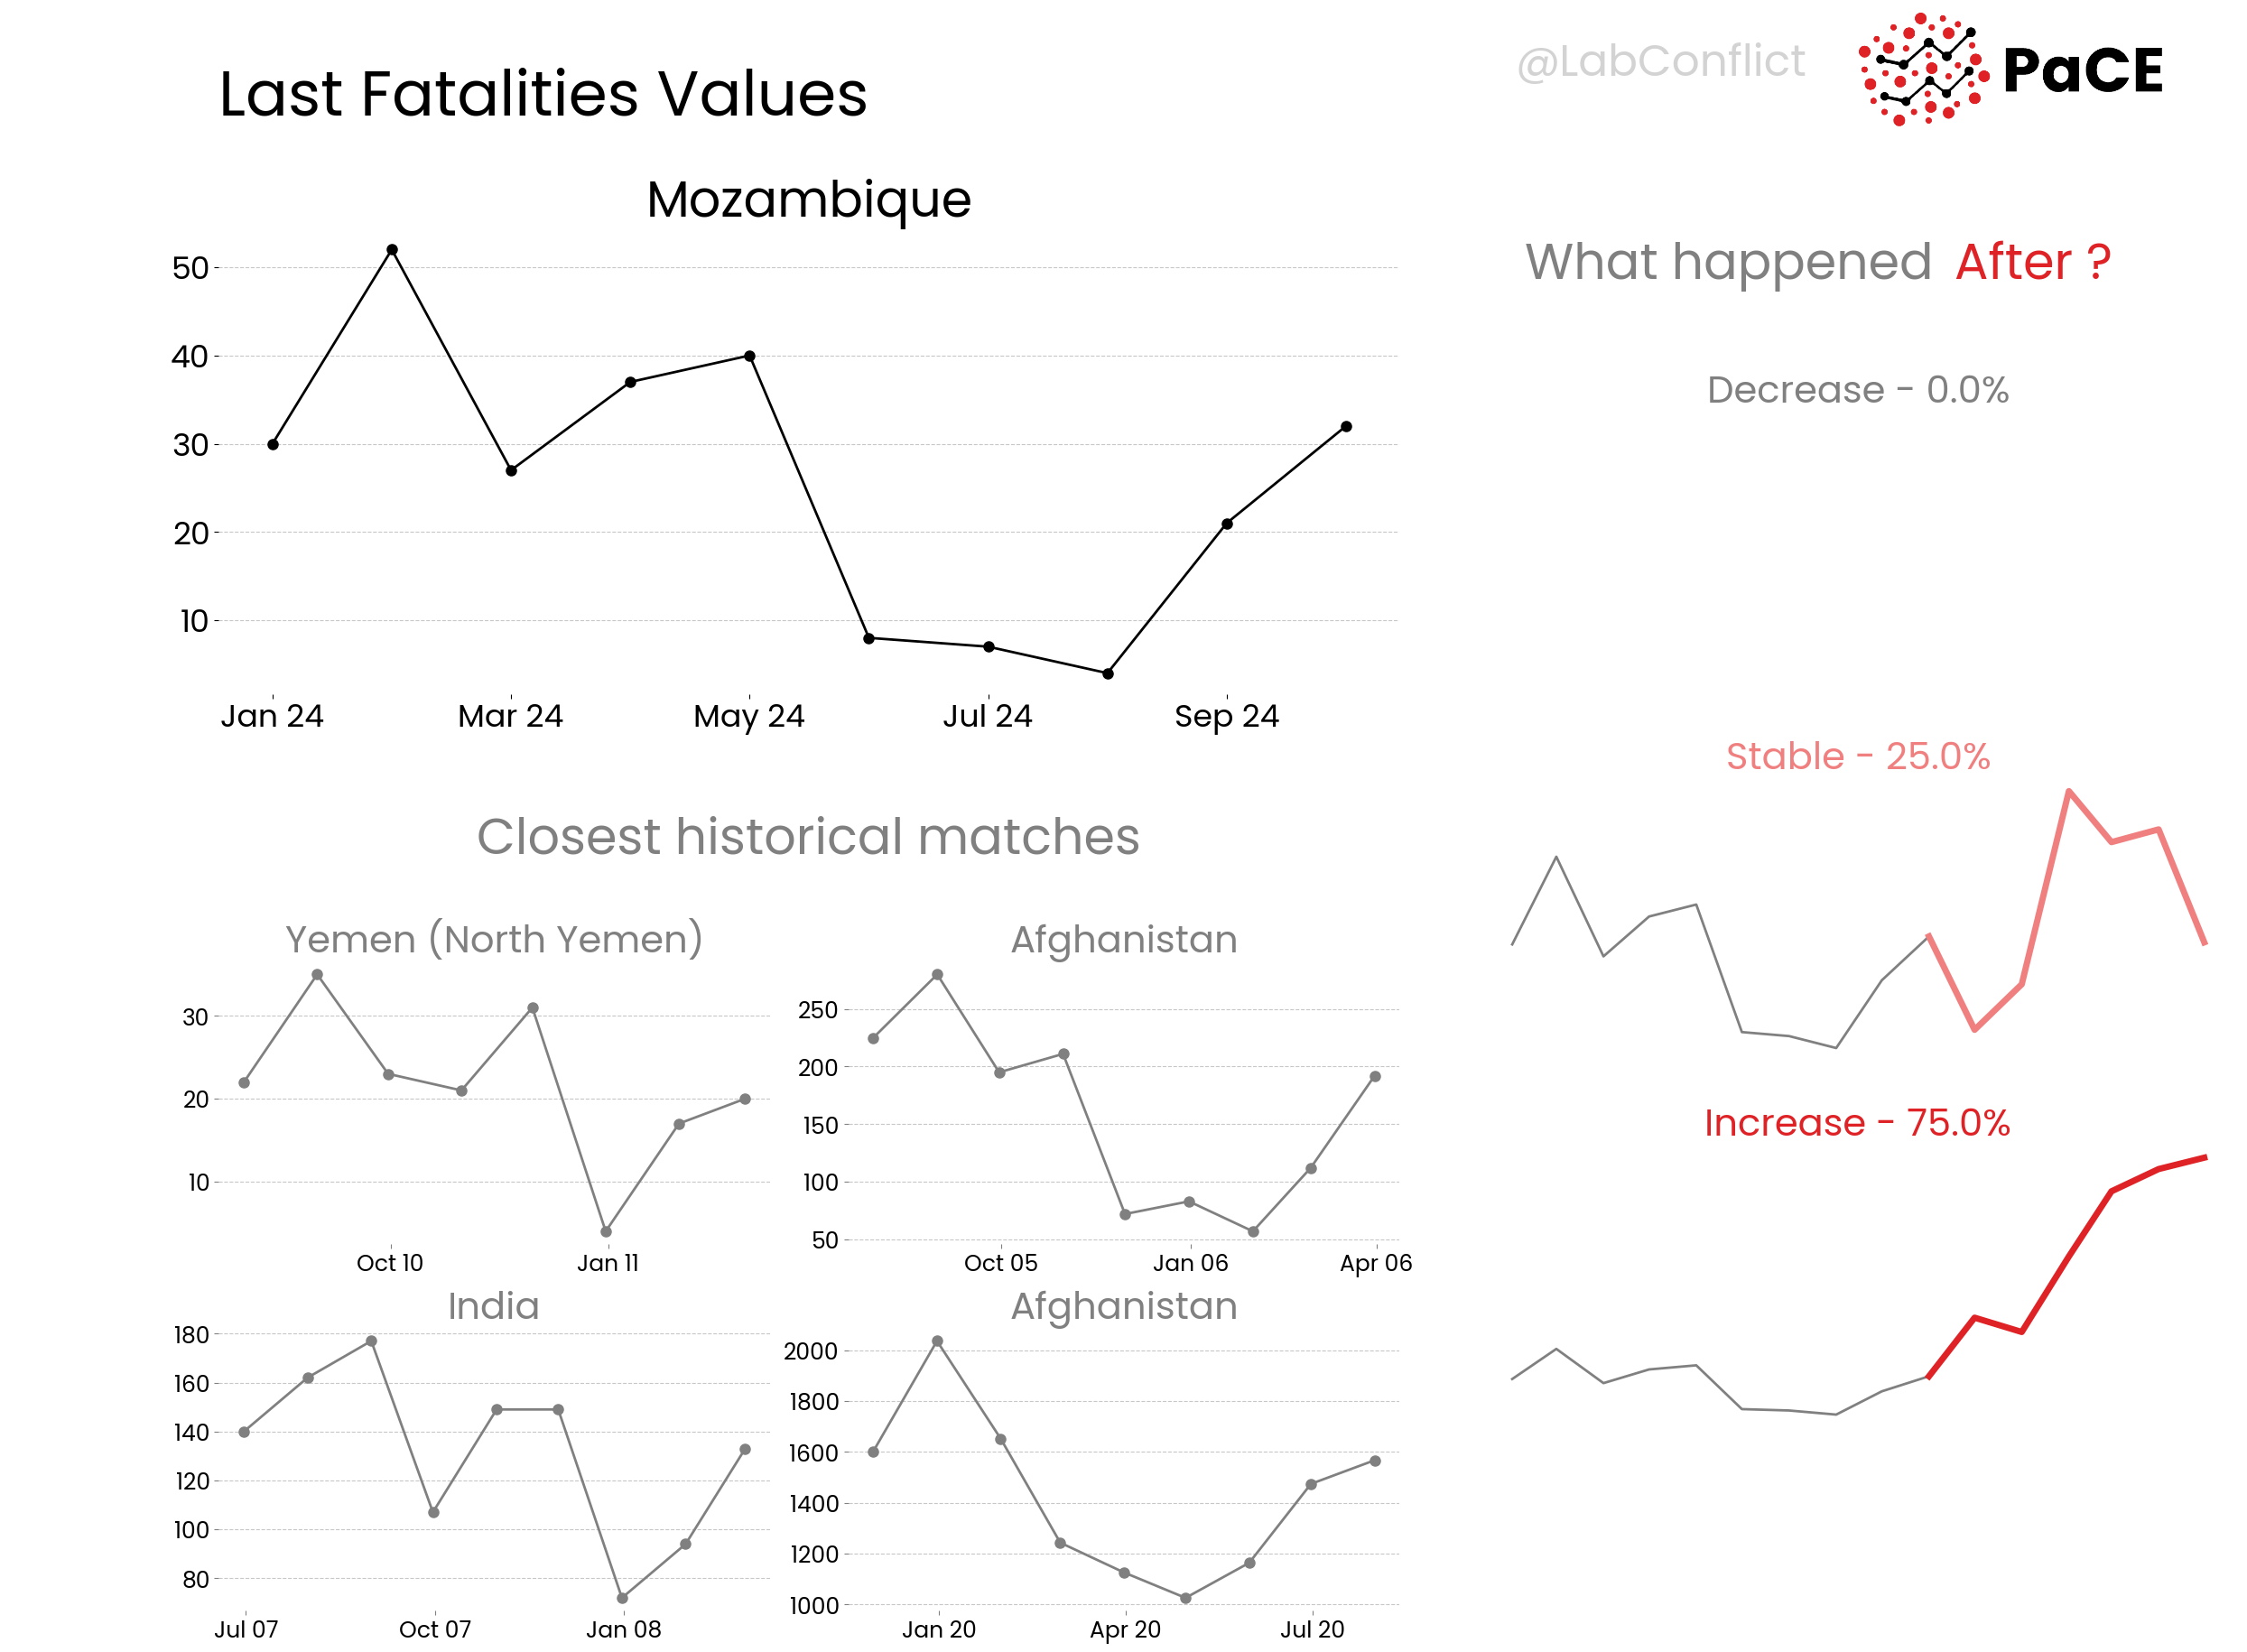 @LabConflict
PaCE
Last Fatalities Values
Mozambique
50
40
30
20
10
Jan 24 Mar 24 May 24 Jul 24 Sep 24
What happened After ?
Decrease - 0.0%
Stable - 25.0%
Increase - 75.0%
Closest historical matches
Yemen (North Yemen)
30
20
10
Oct 10 Jan 11
Afghanistan
250
200
150
100
50
Oct 05 Jan 06 Apr 06
India
180
160
140
120
100
80
Jul 07 Oct 07 Jan 08
Afghanistan
2000
1800
1600
1400
1200
1000
Jan 20 Apr 20 Jul 20